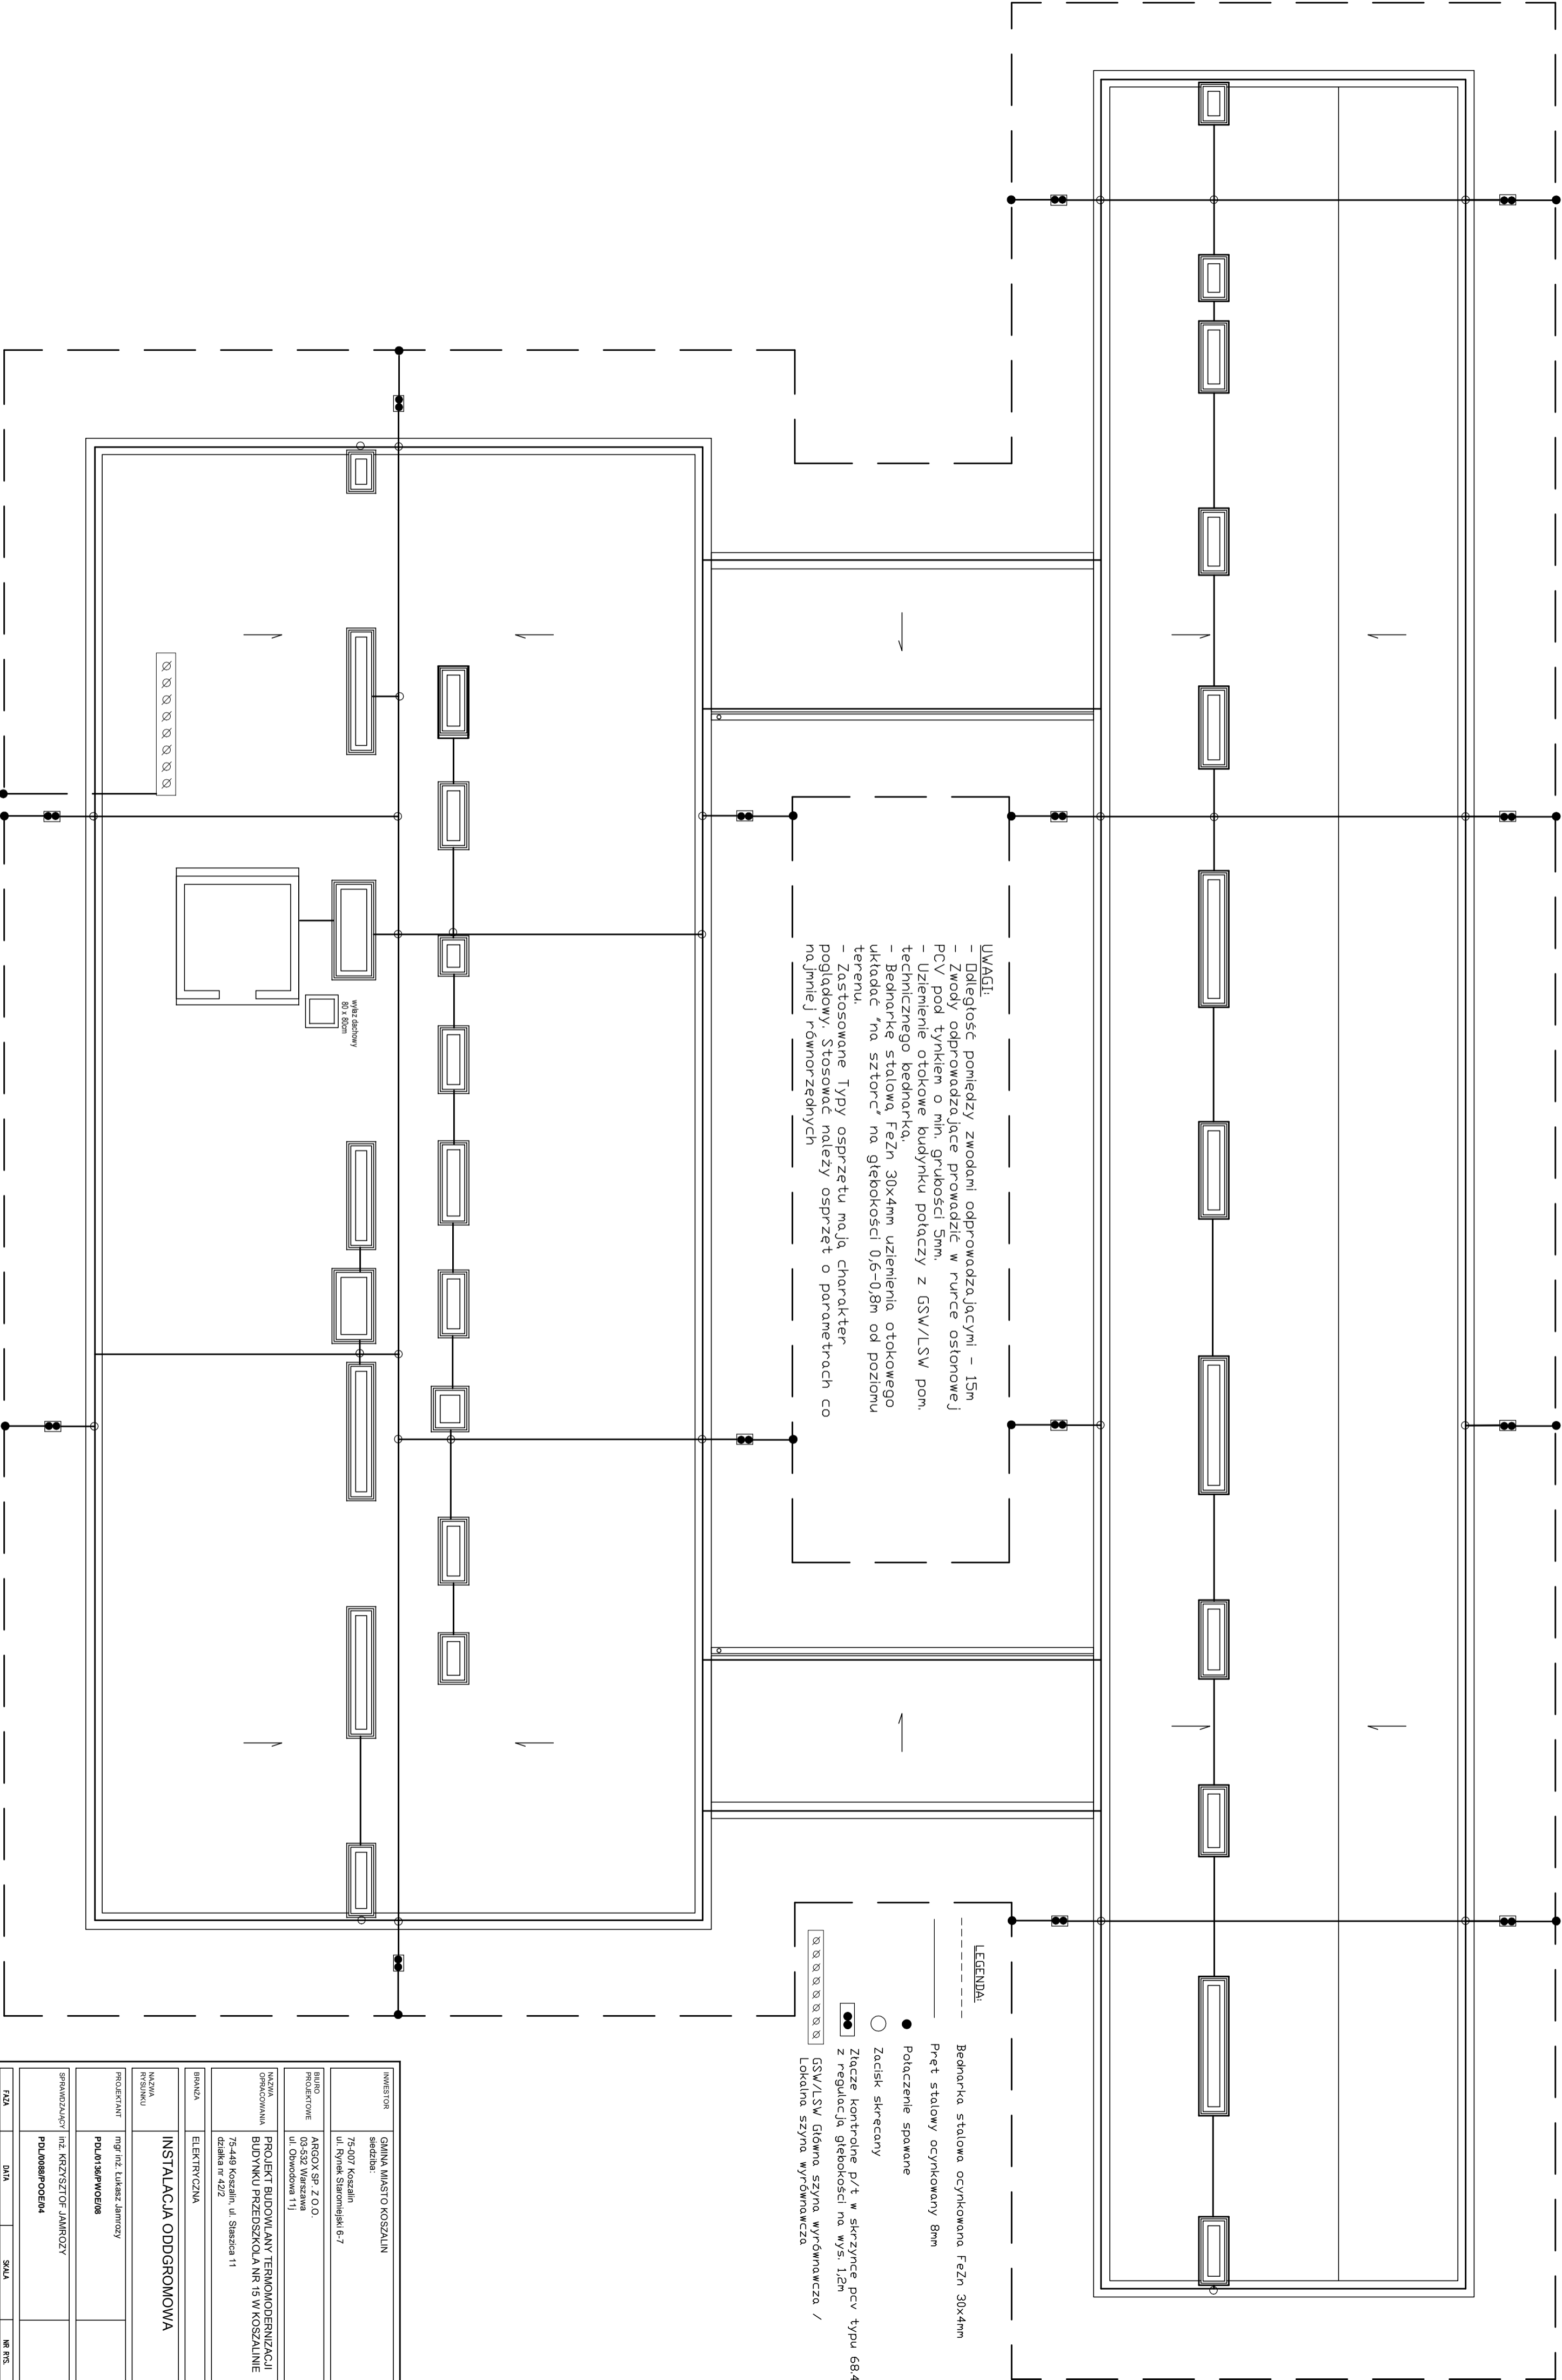 UWAGI:
- Odległość pomiędzy zwodami odprowadzającymi - 15m
- Zwody odprowadzające prowadzić w rurce osłonowej
PCV pod tynkiem o min. grubości 5mm.
- Uziemienie otokowe budynku połączy z GSW/LSW pom.
technicznego bednarką.
- Bednarkę stalową FeZn 30x4mm uziemienia otokowego
układać "na sztorc" na głębokości 0,6-0,8m od poziomu
terenu.
- Zastosowane Typy osprzętu mają charakter
poglądowy. Stosować należy osprzęt o parametrach co
najmniej równorzędnych
wyłaz dachowy
80 x 80cm
LEGENDA:
Bednarka stalowa ocynkowana FeZn 30x4mm
Pręt stalowy ocynkowany 8mm
Połaczenie spawane
Zacisk skręcany
Złącze kontrolne p/t w skrzynce pcv typu 68.4
z regulacją głębokości na wys. 1,2m
GSW/LSW Główna szyna wyrównawcza /
Lokalna szyna wyrównawcza
INWESTOR
GMINA MIASTO KOSZALIN
siedziba:
75-007 Koszalin
ul. Rynek Staromiejski 6-7
BIURO
PROJEKTOWE
ARGOX SP. Z O.O.
03-532 Warszawa
ul. Obwodowa 11j
NAZWA
OPRACOWANIA
PROJEKT BUDOWLANY TERMOMODERNIZACJI
BUDYNKU PRZEDSZKOLA NR 15 W KOSZALINIE
75-449 Koszalin, ul. Staszica 11
działka nr 42/2
BRANŻA
ELEKTRYCZNA
NAZWA
RYSUNKU
INSTALACJA ODGROMOWA
PROJEKTANT
mgr inż. Łukasz Jamrozy
PDL/0136/PWOE/08
SPRAWDZAJĄCY
inż. KRZYSZTOF JAMROZY
PDL/0088/POOE/04
FAZA DATA SKALA NR RYS.